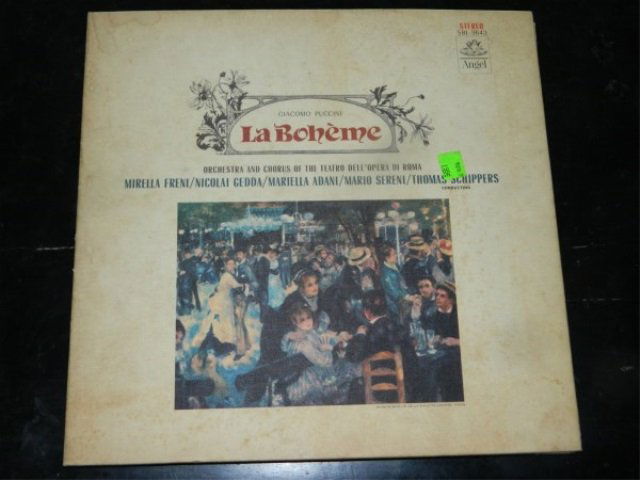 STEREO
SBL-3643
Angel
GIACOMO PUCCINI
La Bohème
ORCHESTRA AND CHORUS OF THE TEATRO DELL'OPERA DI ROMA
MIRELLA FRENI/NICOLAI GEDDA/MARIELLA ADANI/MARIO SERENI/THOMAS SCHIPPERS
CONDUCTING